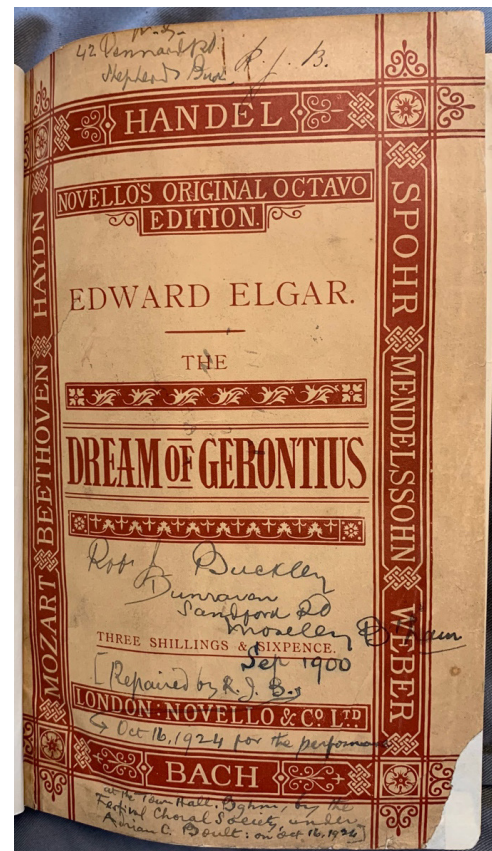 42 Pennard Rd
Shepherds Bush
R. J. B.
HANDEL
HAYDN
BEETHOVEN
MOZART
SPOHR
MENDELSSOHN
WEBER
NOVELLO'S ORIGINAL OCTAVO
EDITION.
EDWARD ELGAR.
THE
DREAM OF GERONTIUS
Robt J Buckley
Dunraven
Sandford Rd
Moseley B'ham
THREE SHILLINGS & SIXPENCE.
Sep 1900
[Repaired by R. J. B.
LONDON: NOVELLO & CO. LTD
Oct 16, 1924 for the performance
BACH
at the Town Hall, Bghm, by the
Festival Choral Society, under
Adrian C. Boult: on Oct 16, 1924]